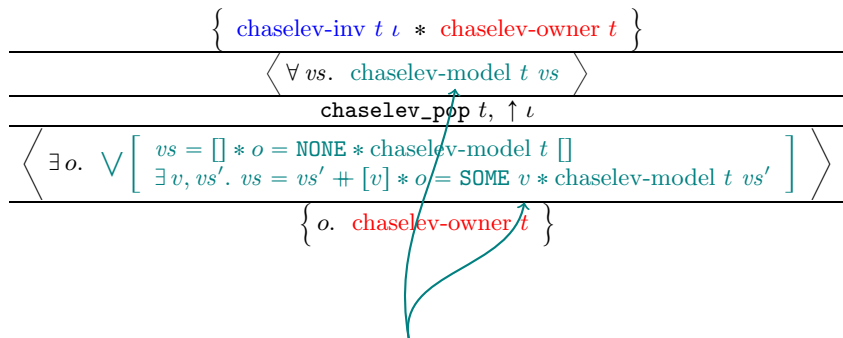 { chaselev-inv t ι ∗ chaselev-owner t }
⟨ ∀ vs. chaselev-model t vs ⟩
chaselev_pop t, ↑ ι
⟨ ∃ o. ⋁ [ vs = [] ∗ o = NONE ∗ chaselev-model t []
∃ v, vs′. vs = vs′ ⧺ [v] ∗ o = SOME v ∗ chaselev-model t vs′ ] ⟩
{ o. chaselev-owner t }